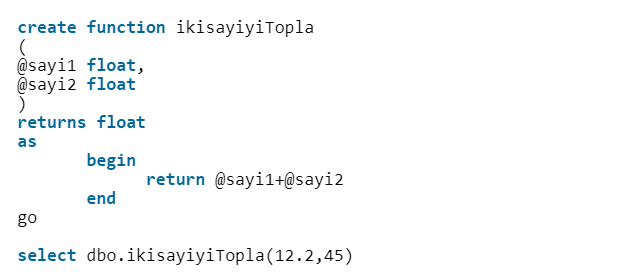 create function ikisayiyiTopla
(
@sayi1 float,
@sayi2 float
)
returns float
as
begin
return @sayi1+@sayi2
end
go
select dbo.ikisayiyiTopla(12.2,45)